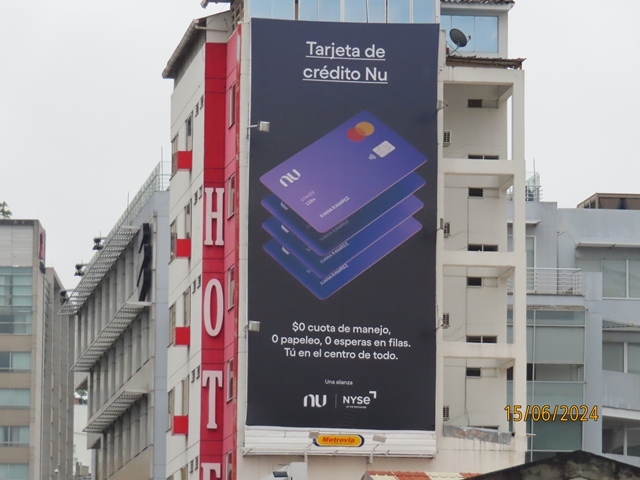 Tarjeta de
crédito Nu
nu
$0 cuota de manejo,
0 papeleo, 0 esperas en filas.
Tú en el centro de todo.
Una alianza
nu NYSE
Metrovia
HOTE
15/06/2024